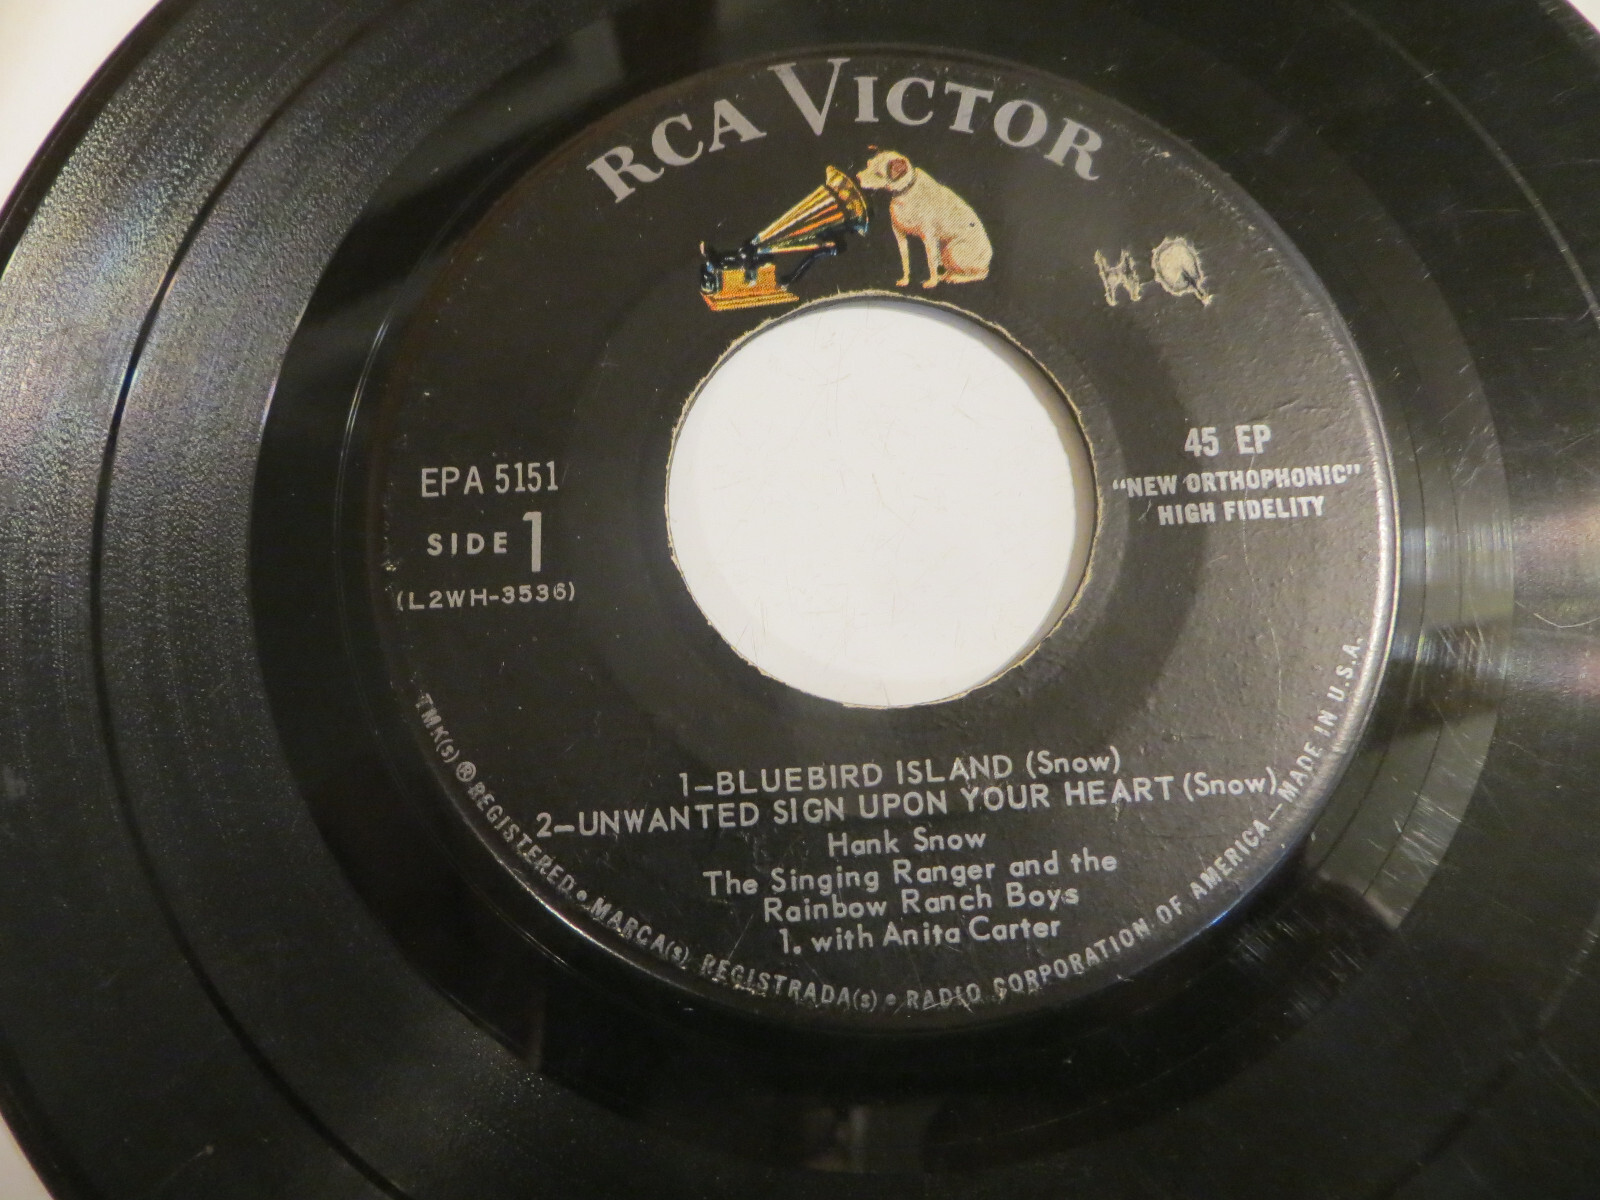 RCA VICTOR
H-Q
45 EP
"NEW ORTHOPHONIC"
HIGH FIDELITY
EPA 5151
SIDE 1
(L2WH-3536)
1–BLUEBIRD ISLAND (Snow)
2–UNWANTED SIGN UPON YOUR HEART (Snow)
Hank Snow
The Singing Ranger and the
Rainbow Ranch Boys
1. with Anita Carter
TMK(s) ® REGISTERED • MARCA(s) REGISTRADA(s) • RADIO CORPORATION OF AMERICA—MADE IN U.S.A.